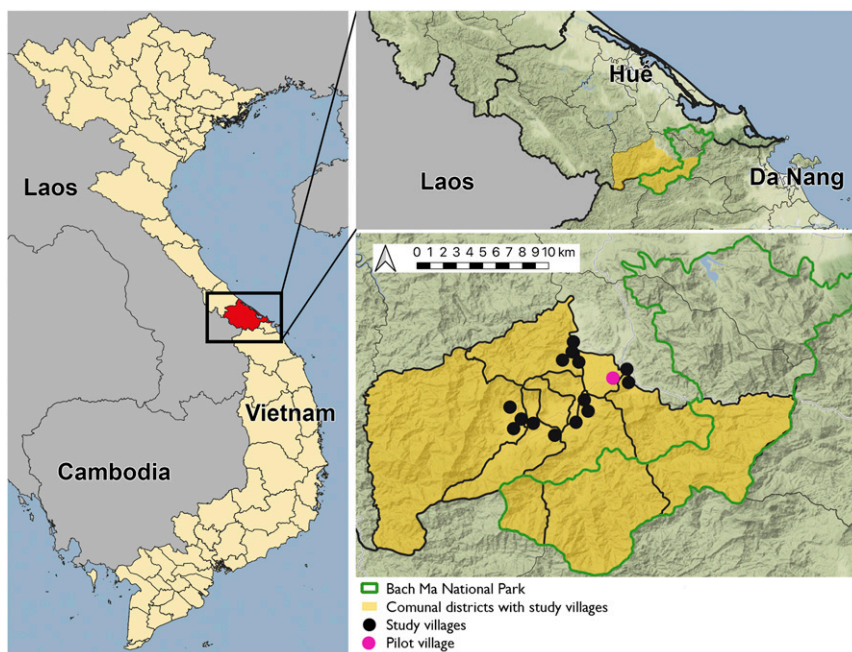 Laos
Vietnam
Cambodia
Huê
Laos
Da Nang
0 1 2 3 4 5 6 7 8 9 10 km
Bach Ma National Park
Comunal districts with study villages
Study villages
Pilot village